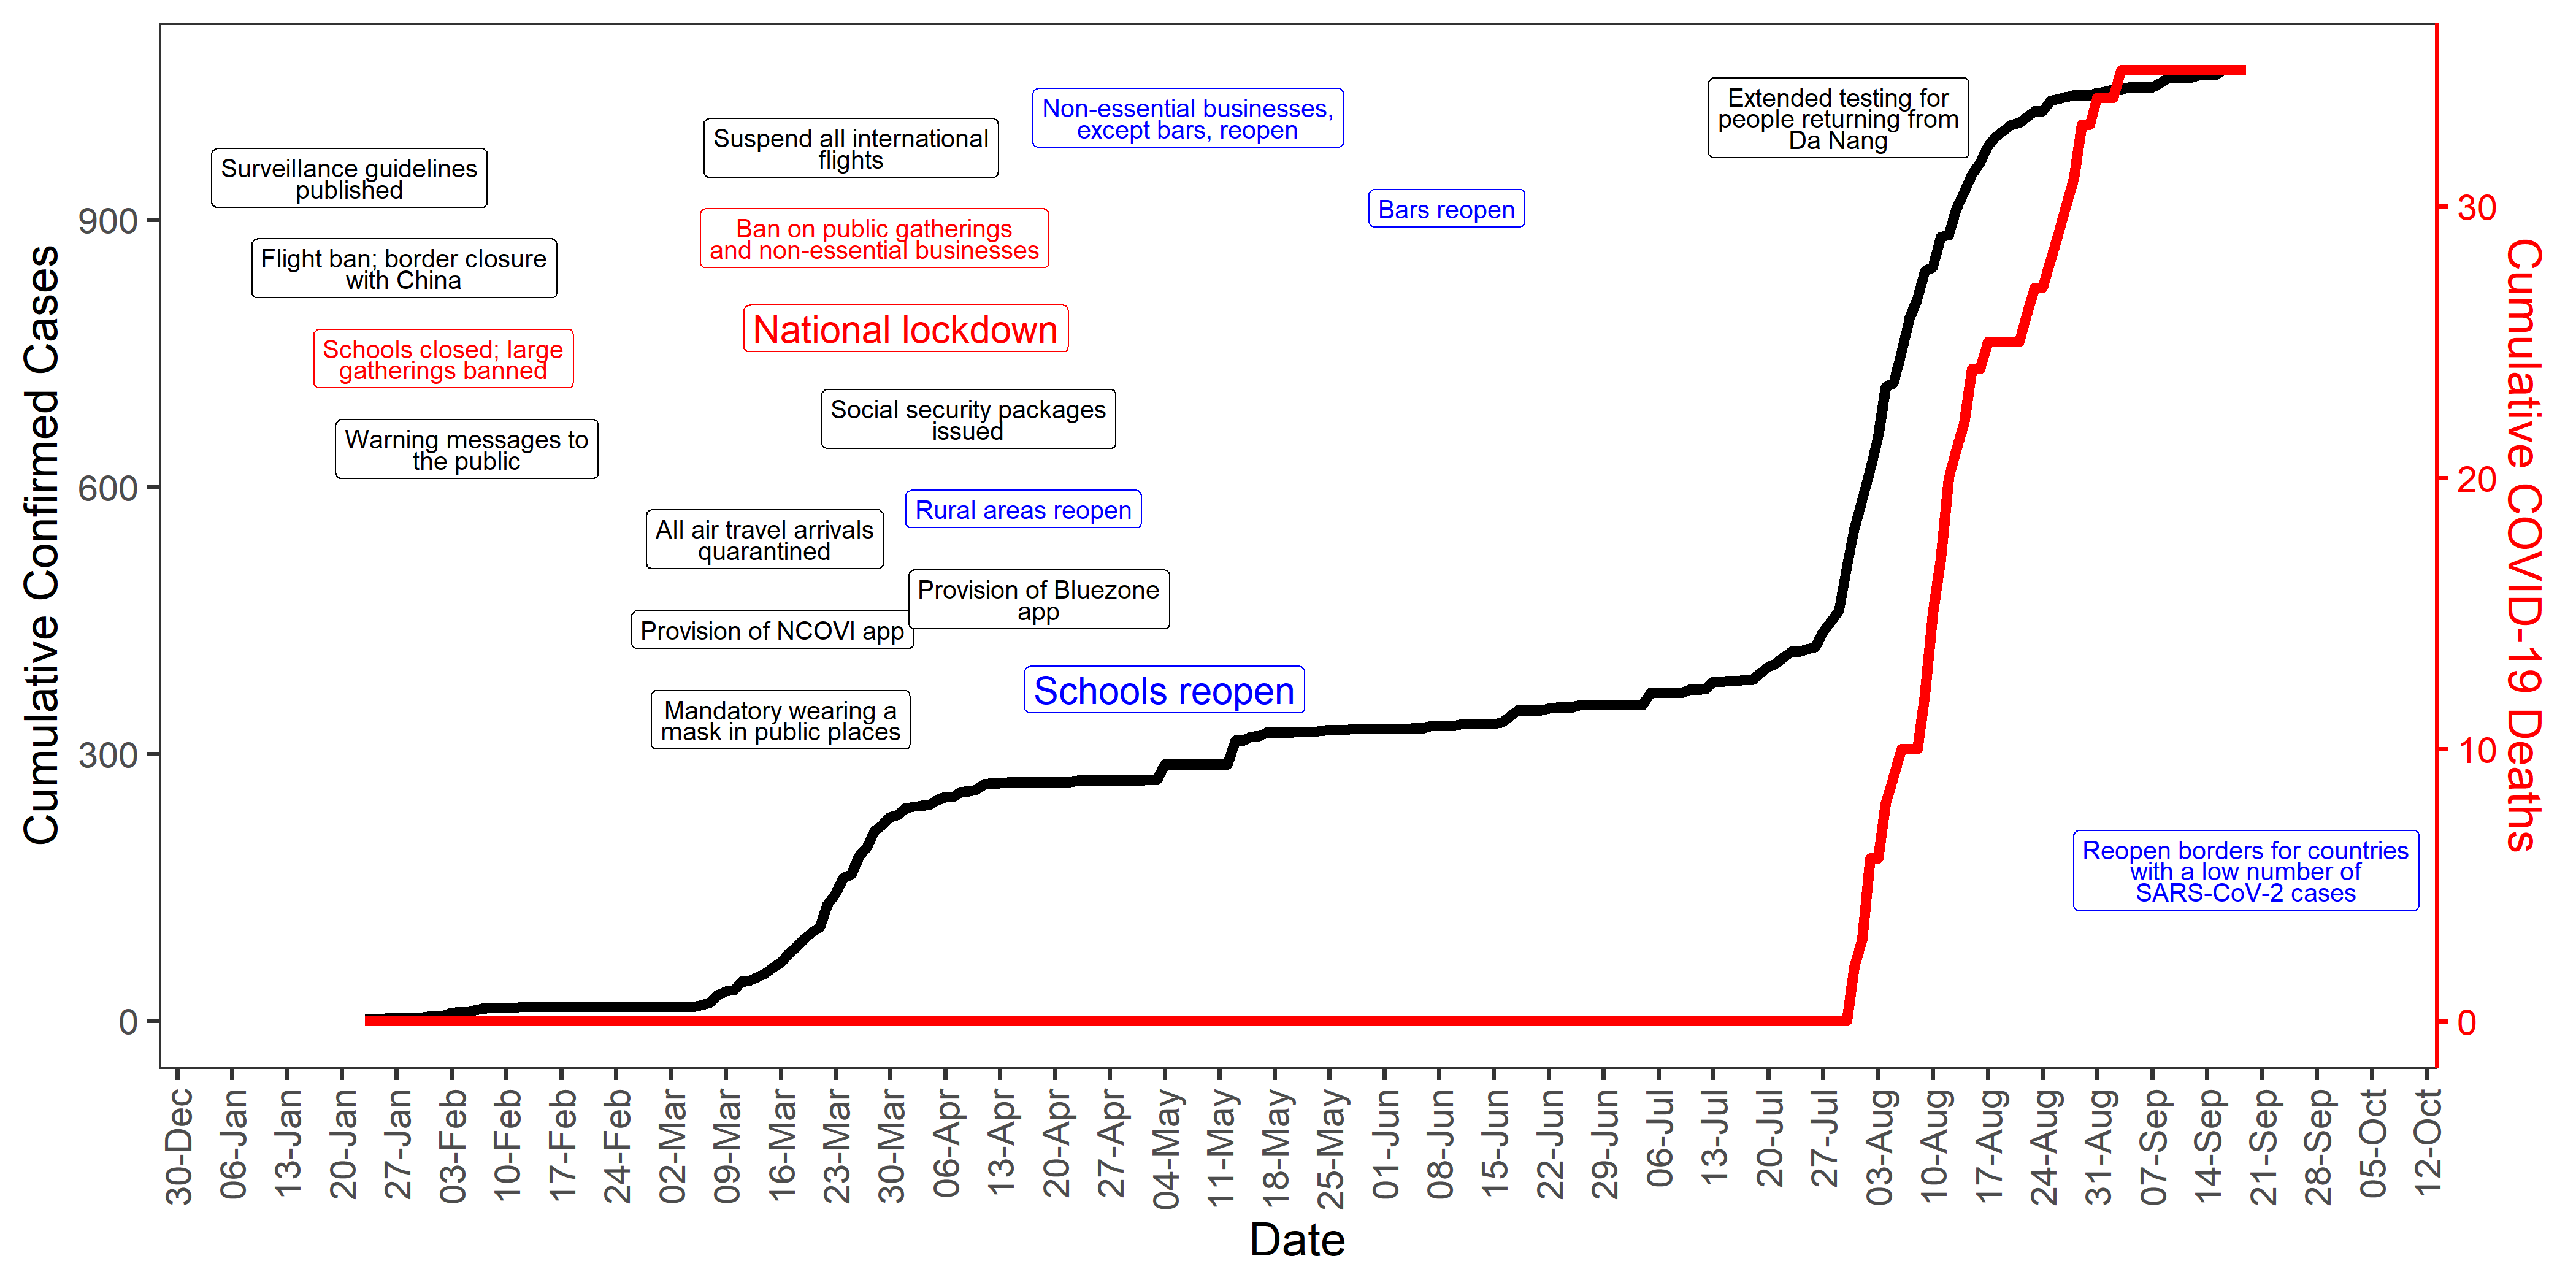 Cumulative Confirmed Cases
900
600
300
0
Surveillance guidelines
published
Flight ban; border closure
with China
Schools closed; large
gatherings banned
Warning messages to
the public
Suspend all international
flights
Ban on public gatherings
and non-essential businesses
National lockdown
Social security packages
issued
Rural areas reopen
All air travel arrivals
quarantined
Provision of Bluezone
app
Provision of NCOVI app
Mandatory wearing a
mask in public places
Schools reopen
Non-essential businesses,
except bars, reopen
Bars reopen
Extended testing for
people returning from
Da Nang
Reopen borders for countries
with a low number of
SARS-CoV-2 cases
30
20
10
0
Cumulative COVID-19 Deaths
30-Dec
06-Jan
13-Jan
20-Jan
27-Jan
03-Feb
10-Feb
17-Feb
24-Feb
02-Mar
09-Mar
16-Mar
23-Mar
30-Mar
06-Apr
13-Apr
20-Apr
27-Apr
04-May
11-May
18-May
25-May
01-Jun
08-Jun
15-Jun
22-Jun
29-Jun
06-Jul
13-Jul
20-Jul
27-Jul
03-Aug
10-Aug
17-Aug
24-Aug
31-Aug
07-Sep
14-Sep
21-Sep
28-Sep
05-Oct
12-Oct
Date